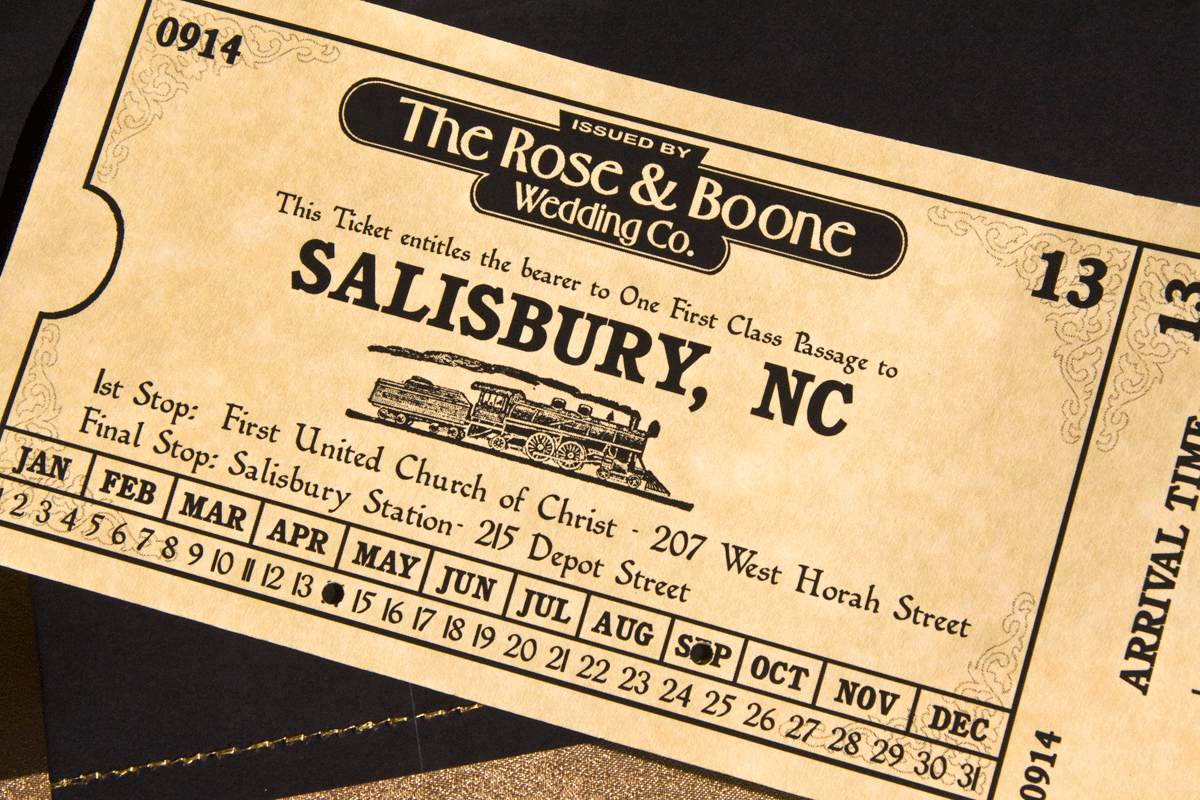 0914
ISSUED BY
The Rose & Boone
Wedding Co.
This Ticket entitles the bearer to One First Class Passage to
SALISBURY, NC
13
1st Stop: First United Church of Christ - 207 West Horah Street
Final Stop: Salisbury Station- 215 Depot Street
JAN FEB MAR APR MAY JUN JUL AUG SEP OCT NOV DEC
1 2 3 4 5 6 7 8 9 10 11 12 13 15 16 17 18 19 20 21 22 23 24 25 26 27 28 29 30 31
13
ARRIVAL TIME
0914